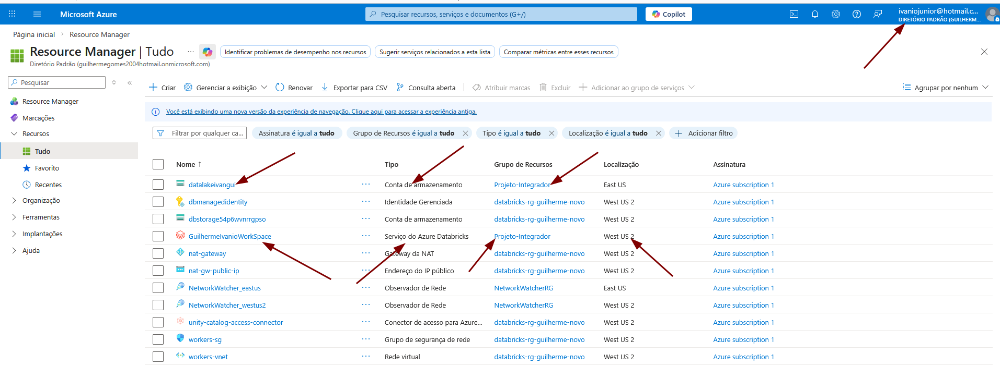 Microsoft Azure
Pesquisar recursos, serviços e documentos (G+/)
Copilot
ivaniojunior@hotmail.c...
DIRETÓRIO PADRÃO (GUILHERM...
Página inicial
Resource Manager
Resource Manager | Tudo
...
Identificar problemas de desempenho nos recursos
Sugerir serviços relacionados a esta lista
Comparar métricas entre esses recursos
Diretório Padrão (guilhermegomes2004hotmail.onmicrosoft.com)
Pesquisar
Resource Manager
Marcações
Recursos
Tudo
Favorito
Recentes
Organização
Ferramentas
Implantações
Ajuda
Criar Gerenciar a exibição Renovar Exportar para CSV Consulta aberta Atribuir marcas Excluir Adicionar ao grupo de serviços Agrupar por nenhum
Você está exibindo uma nova versão da experiência de navegação. Clique aqui para acessar a experiência antiga.
Filtrar por qualquer ca... Assinatura é igual a tudo Grupo de Recursos é igual a tudo Tipo é igual a tudo Localização é igual a tudo Adicionar filtro
Nome ↑ Tipo Grupo de Recursos Localização Assinatura
datalakeivangui ... Conta de armazenamento Projeto-Integrador East US Azure subscription 1
dbmanagedidentity ... Identidade Gerenciada databricks-rg-guilherme-novo West US 2 Azure subscription 1
dbstorage54p6wvnrrgpso ... Conta de armazenamento databricks-rg-guilherme-novo West US 2 Azure subscription 1
GuilhermeIvanioWorkSpace ... Serviço do Azure Databricks Projeto-Integrador West US 2 Azure subscription 1
nat-gateway ... Gateway da NAT databricks-rg-guilherme-novo West US 2 Azure subscription 1
nat-gw-public-ip ... Endereço do IP público databricks-rg-guilherme-novo West US 2 Azure subscription 1
NetworkWatcher_eastus ... Observador de Rede NetworkWatcherRG East US Azure subscription 1
NetworkWatcher_westus2 ... Observador de Rede NetworkWatcherRG West US 2 Azure subscription 1
unity-catalog-access-connector ... Conector de acesso para Azure... databricks-rg-guilherme-novo West US 2 Azure subscription 1
workers-sg ... Grupo de segurança de rede databricks-rg-guilherme-novo West US 2 Azure subscription 1
workers-vnet ... Rede virtual databricks-rg-guilherme-novo West US 2 Azure subscription 1